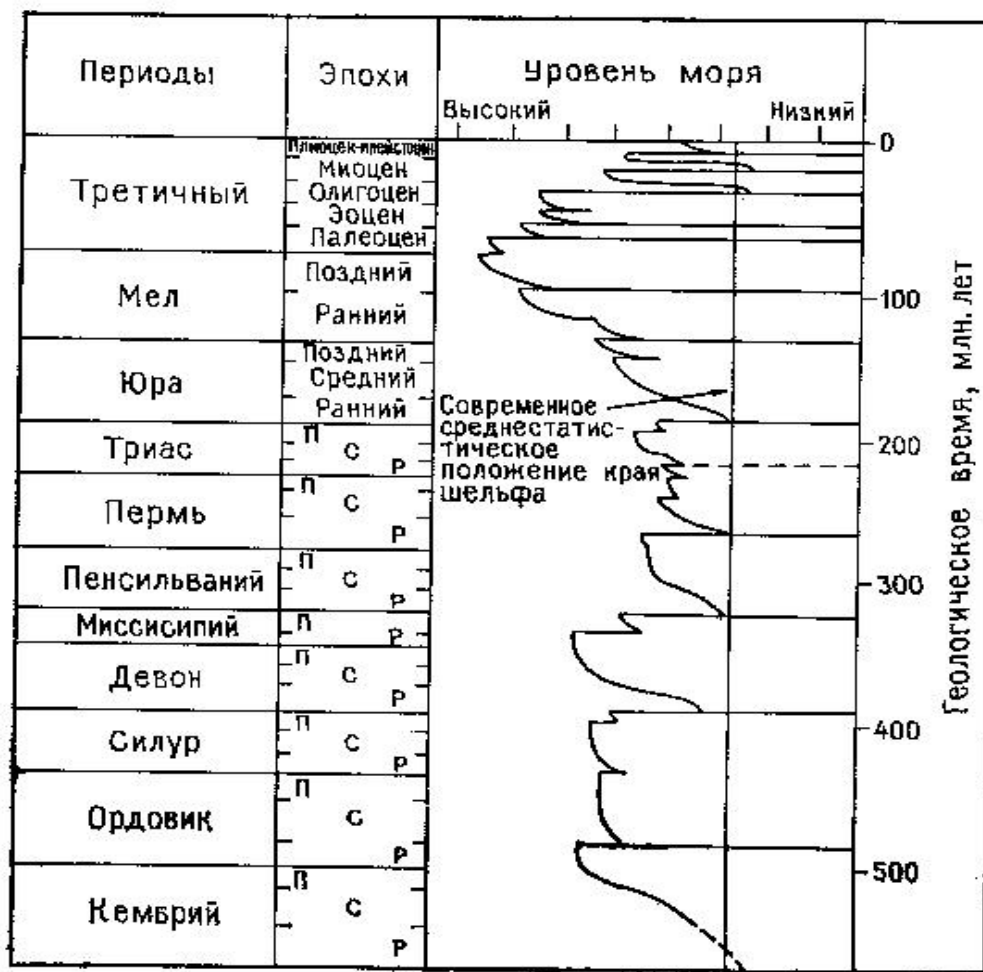 Периоды
Эпохи
Уровень моря
Высокий
Низкий
Третичный
Плиоцен-плейстоцен
Миоцен
Олигоцен
Эоцен
Палеоцен
0
Мел
Поздний
Ранний
100
Юра
Поздний
Средний
Ранний
Современное
среднестатис-
тическое
положение края
шельфа
Триас
П
С
Р
200
Пермь
П
С
Р
Пенсильваний
П
С
Р
300
Миссисипий
П
Р
Девон
П
С
Р
Силур
П
С
Р
400
Ордовик
П
С
Р
500
Кембрий
П
С
Р
Геологическое время, млн. лет